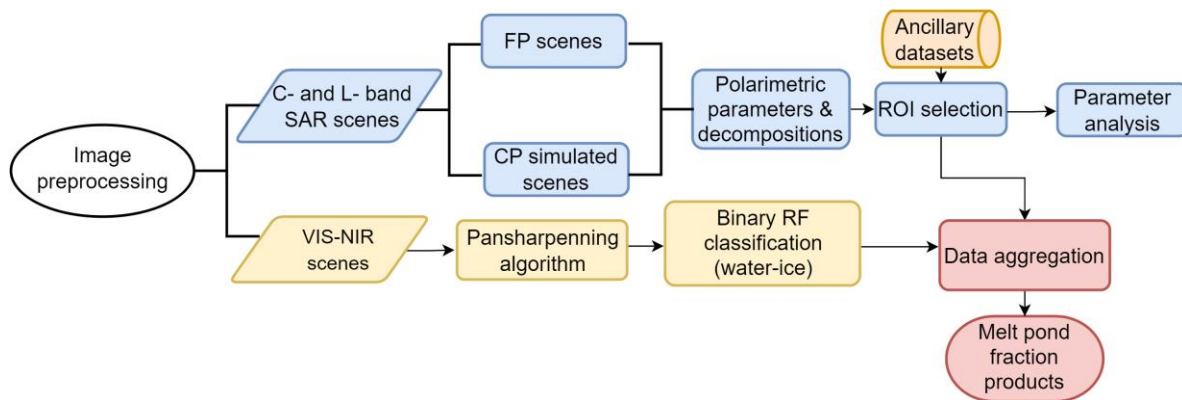 Image
preprocessing
C- and L- band
SAR scenes
FP scenes
CP simulated
scenes
Polarimetric
parameters &
decompositions
Ancillary
datasets
ROI selection
Parameter
analysis
VIS-NIR
scenes
Pansharpenning
algorithm
Binary RF
classification
(water-ice)
Data aggregation
Melt pond
fraction
products